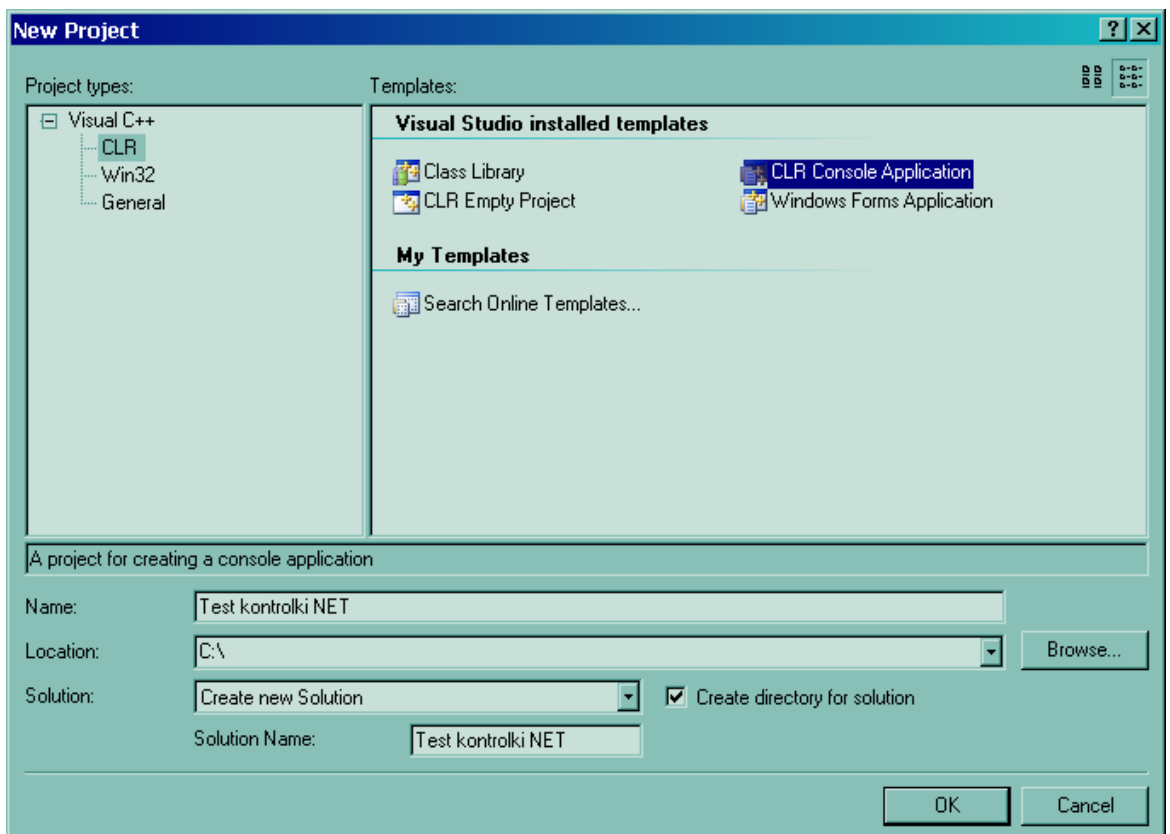 New Project
Project types:
Templates:
Visual C++
CLR
Win32
General
Visual Studio installed templates
Class Library
CLR Console Application
CLR Empty Project
Windows Forms Application
My Templates
Search Online Templates...
A project for creating a console application
Name: Test kontrolki NET
Location: C:\ Browse...
Solution: Create new Solution Create directory for solution
Solution Name: Test kontrolki NET
OK Cancel